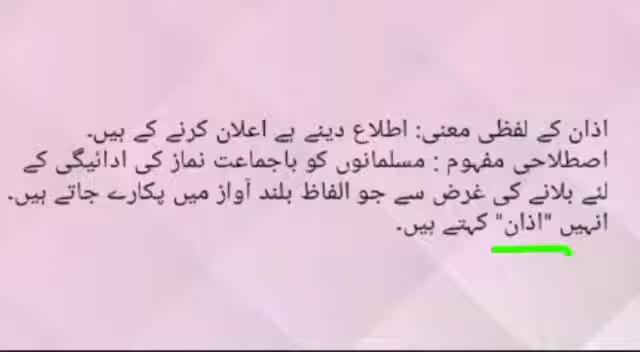 اذان کے لفظی معنی: اطلاع دینے ہے اعلان کرنے کے ہیں۔
اصطلاحی مفہوم : مسلمانوں کو باجماعت نماز کی ادائیگی کے
لئے بلانے کی غرض سے جو الفاظ بلند آواز میں پکارے جاتے ہیں۔
انہیں "اذان" کہتے ہیں۔